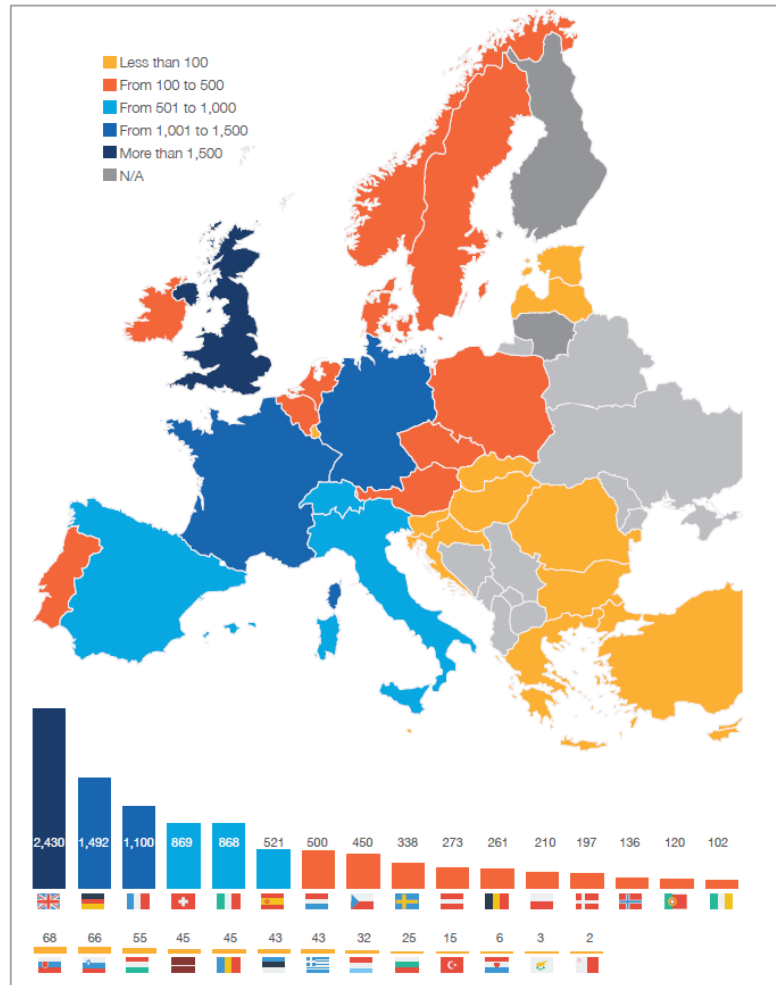 Less than 100
From 100 to 500
From 501 to 1,000
From 1,001 to 1,500
More than 1,500
N/A
2,430 1,492 1,100 869 868 521 500 450 338 273 261 210 197 136 120 102
68 66 55 45 45 43 43 32 25 15 6 3 2